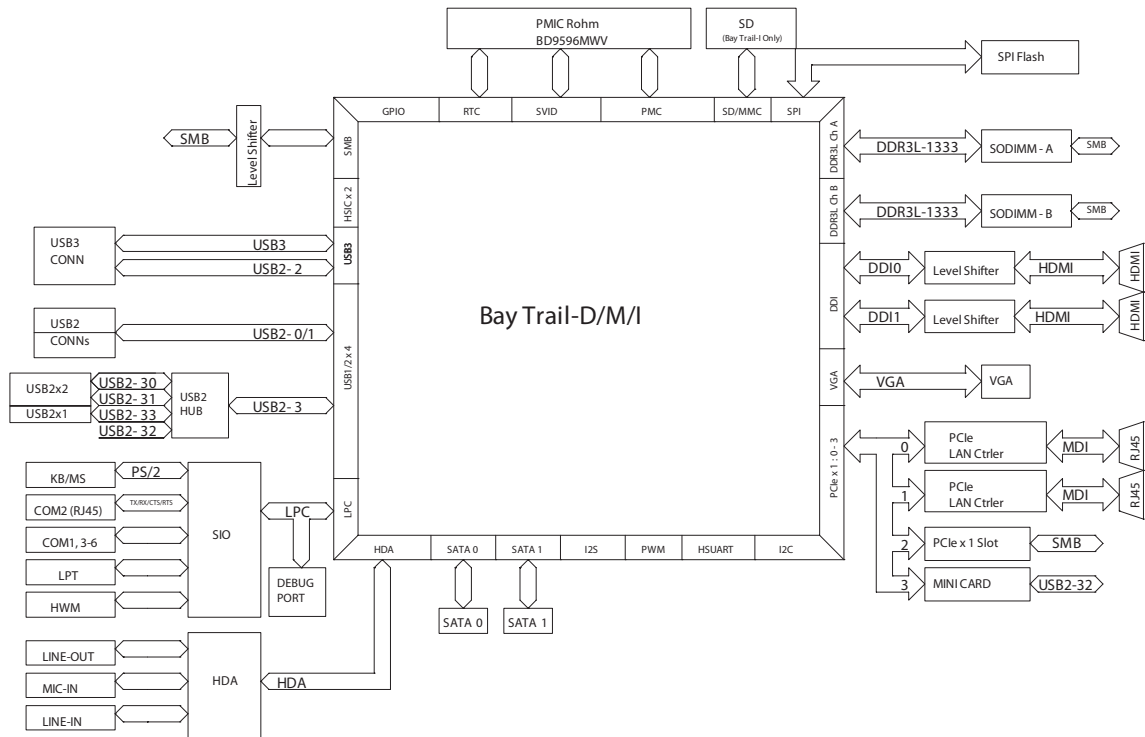 PMIC Rohm
BD9596MWV
SD
(Bay Trail-I Only)
SPI Flash
GPIO
RTC
SVID
PMC
SD/MMC
SPI
SMB
Level Shifter
SMB
HSIC x 2
USB3
USB1/2 x 4
LPC
DDR3L Ch A
DDR3L Ch B
DDI
VGA
PCIe x 1 : 0 - 3
Bay Trail-D/M/I
DDR3L-1333
SODIMM - A
SMB
DDR3L-1333
SODIMM - B
SMB
USB3
CONN
USB3
USB2- 2
DDI0
Level Shifter
HDMI
HDMI
DDI1
Level Shifter
HDMI
HDMI
USB2
CONNs
USB2- 0/1
VGA
VGA
USB2x2
USB2x1
USB2- 30
USB2- 31
USB2- 33
USB2- 32
USB2
HUB
USB2- 3
0
PCIe
LAN Ctrler
MDI
RJ45
1
PCIe
LAN Ctrler
MDI
RJ45
2
PCIe x 1 Slot
SMB
3
MINI CARD
USB2-32
KB/MS
PS/2
COM2 (RJ45)
TX/RX/CTS/RTS
COM1, 3-6
LPT
HWM
SIO
LPC
DEBUG
PORT
HDA
SATA 0
SATA 1
I2S
PWM
HSUART
I2C
SATA 0
SATA 1
LINE-OUT
MIC-IN
LINE-IN
HDA
HDA